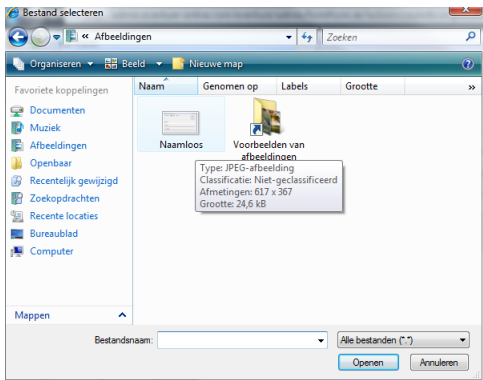 Bestand selecteren
« Afbeeldingen
Zoeken
Organiseren
Beeld
Nieuwe map
Favoriete koppelingen
Documenten
Muziek
Afbeeldingen
Openbaar
Recentelijk gewijzigd
Zoekopdrachten
Recente locaties
Bureaublad
Computer
Mappen
Naam
Genomen op
Labels
Grootte
»
Naamloos
Voorbeelden van
afbeeldingen
Type: JPEG-afbeelding
Classificatie: Niet-geclassificeerd
Afmetingen: 617 x 367
Grootte: 24,6 kB
Bestandsnaam:
Alle bestanden (*.*)
Openen
Annuleren